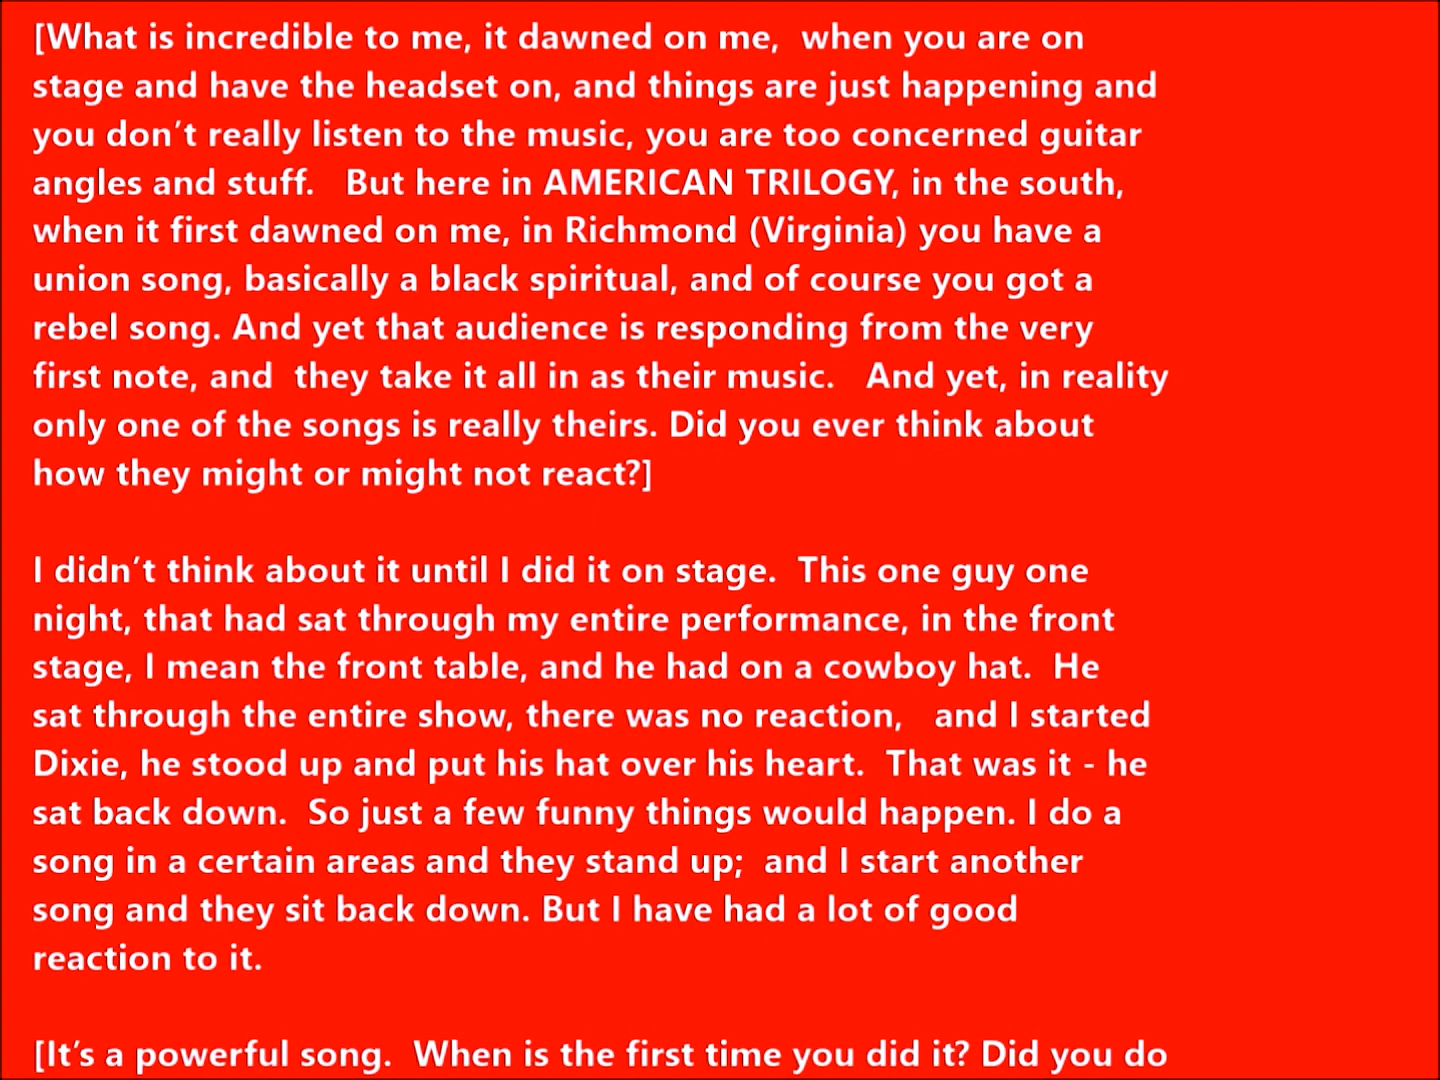 [What is incredible to me, it dawned on me,  when you are on
stage and have the headset on, and things are just happening and
you don't really listen to the music, you are too concerned guitar
angles and stuff.   But here in AMERICAN TRILOGY, in the south,
when it first dawned on me, in Richmond (Virginia) you have a
union song, basically a black spiritual, and of course you got a
rebel song. And yet that audience is responding from the very
first note, and  they take it all in as their music.   And yet, in reality
only one of the songs is really theirs. Did you ever think about
how they might or might not react?]
I didn't think about it until I did it on stage.  This one guy one
night, that had sat through my entire performance, in the front
stage, I mean the front table, and he had on a cowboy hat.  He
sat through the entire show, there was no reaction,   and I started
Dixie, he stood up and put his hat over his heart.  That was it - he
sat back down.  So just a few funny things would happen. I do a
song in a certain areas and they stand up;  and I start another
song and they sit back down. But I have had a lot of good
reaction to it.
[It's a powerful song.  When is the first time you did it? Did you do